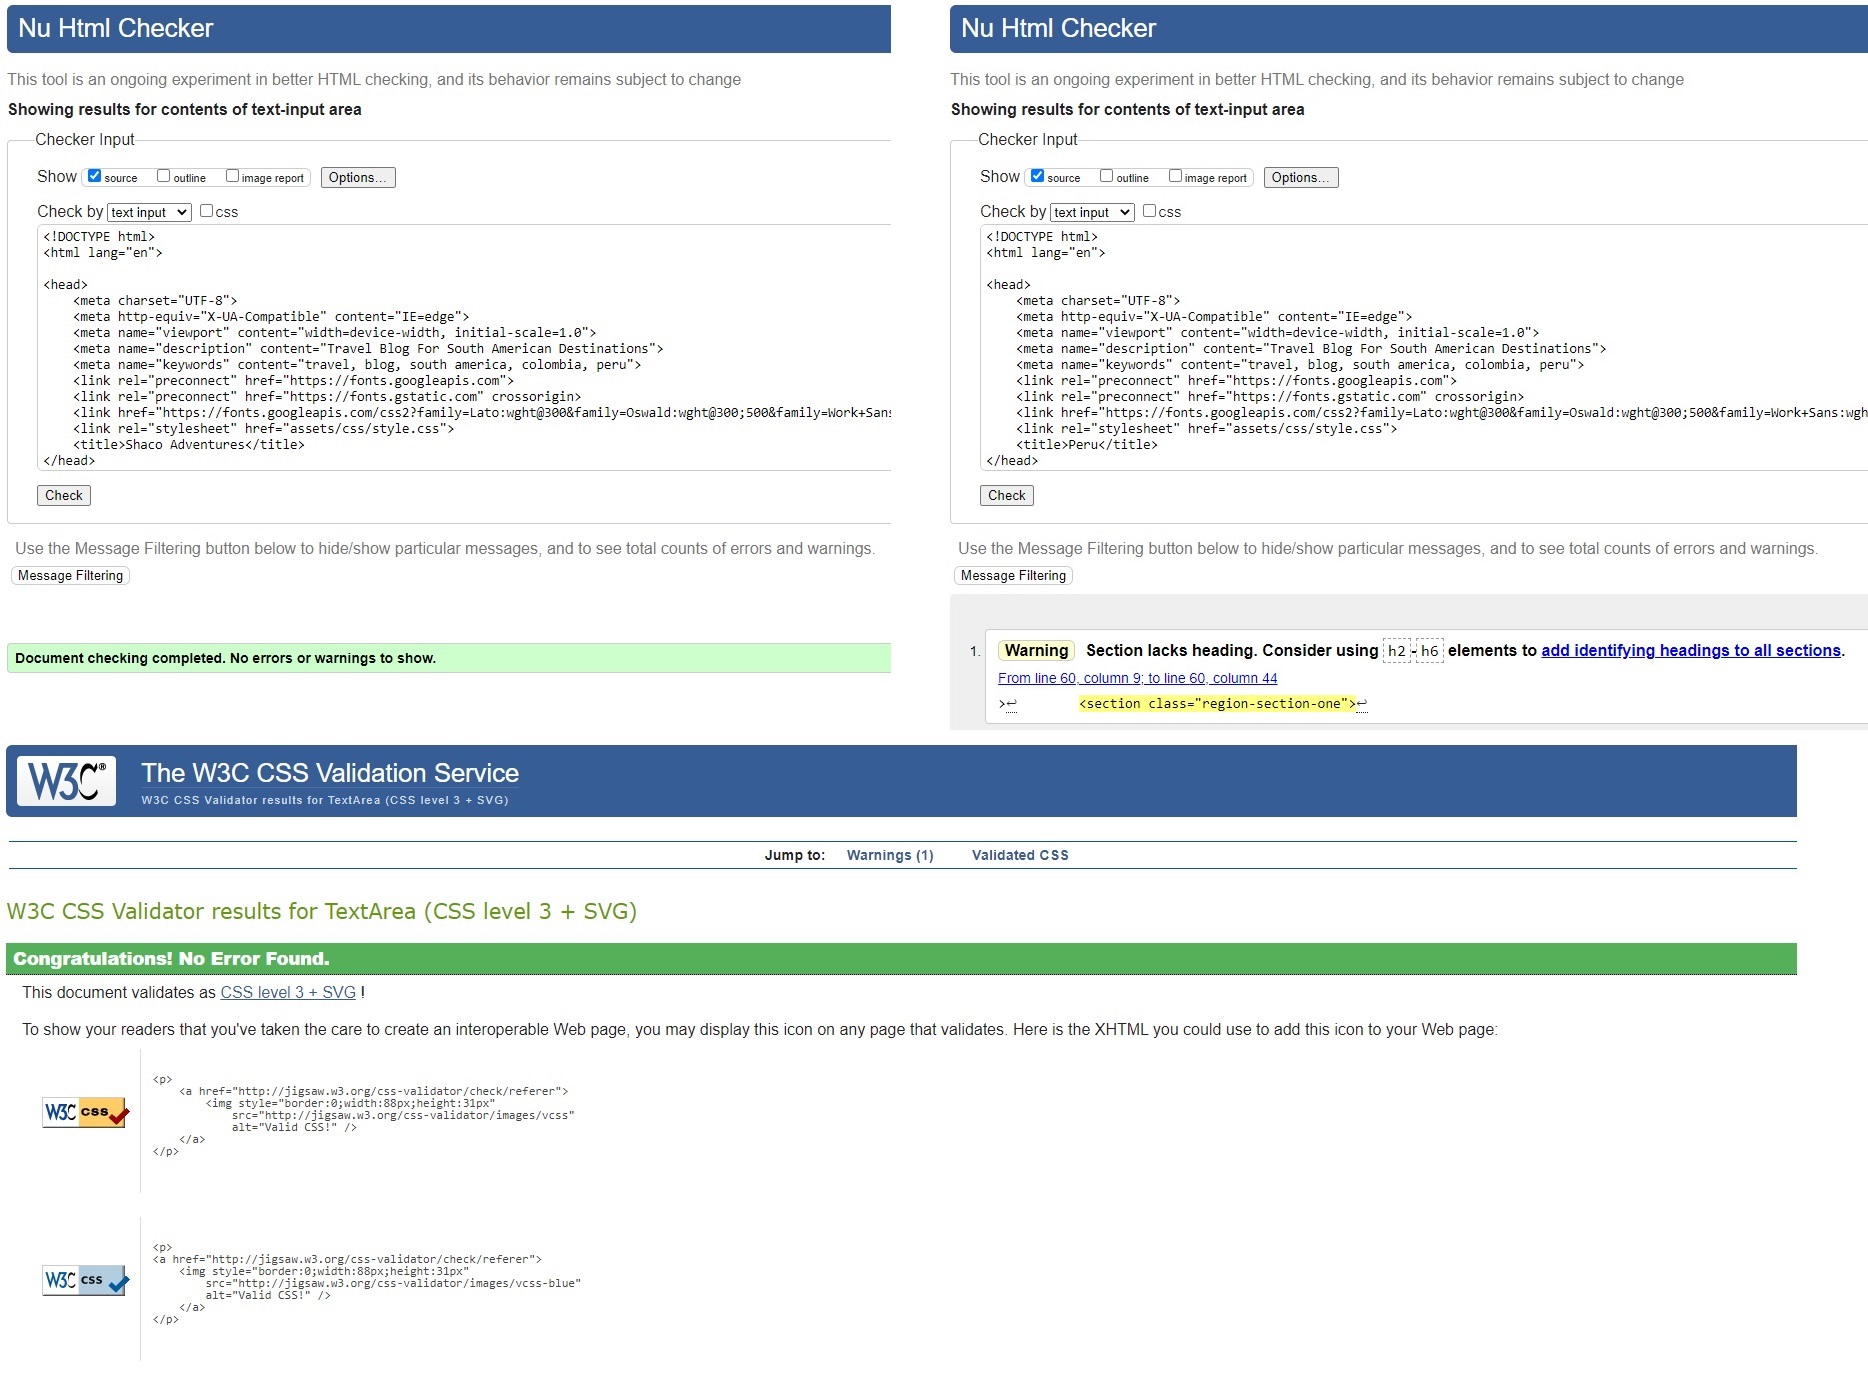 Nu Html Checker
This tool is an ongoing experiment in better HTML checking, and its behavior remains subject to change
Showing results for contents of text-input area
Checker Input
Show source outline image report Options...
Check by text input css
<!DOCTYPE html>
<html lang="en">
<head>
    <meta charset="UTF-8">
    <meta http-equiv="X-UA-Compatible" content="IE=edge">
    <meta name="viewport" content="width=device-width, initial-scale=1.0">
    <meta name="description" content="Travel Blog For South American Destinations">
    <meta name="keywords" content="travel, blog, south america, colombia, peru">
    <link rel="preconnect" href="https://fonts.googleapis.com">
    <link rel="preconnect" href="https://fonts.gstatic.com" crossorigin>
    <link href="https://fonts.googleapis.com/css2?family=Lato:wght@300&family=Oswald:wght@300;500&family=Work+Sans
    <link rel="stylesheet" href="assets/css/style.css">
    <title>Shaco Adventures</title>
</head>
Check
Use the Message Filtering button below to hide/show particular messages, and to see total counts of errors and warnings.
Message Filtering
Document checking completed. No errors or warnings to show.
Nu Html Checker
This tool is an ongoing experiment in better HTML checking, and its behavior remains subject to change
Showing results for contents of text-input area
Checker Input
Show source outline image report Options...
Check by text input css
<!DOCTYPE html>
<html lang="en">
<head>
    <meta charset="UTF-8">
    <meta http-equiv="X-UA-Compatible" content="IE=edge">
    <meta name="viewport" content="width=device-width, initial-scale=1.0">
    <meta name="description" content="Travel Blog For South American Destinations">
    <meta name="keywords" content="travel, blog, south america, colombia, peru">
    <link rel="preconnect" href="https://fonts.googleapis.com">
    <link rel="preconnect" href="https://fonts.gstatic.com" crossorigin>
    <link href="https://fonts.googleapis.com/css2?family=Lato:wght@300&family=Oswald:wght@300;500&family=Work+Sans:wgh
    <link rel="stylesheet" href="assets/css/style.css">
    <title>Peru</title>
</head>
Check
Use the Message Filtering button below to hide/show particular messages, and to see total counts of errors and warnings.
Message Filtering
1. Warning Section lacks heading. Consider using h2-h6 elements to add identifying headings to all sections.
From line 60, column 9; to line 60, column 44
>↩ <section class="region-section-one">↩
W3C® The W3C CSS Validation Service
W3C CSS Validator results for TextArea (CSS level 3 + SVG)
Jump to: Warnings (1) Validated CSS
W3C CSS Validator results for TextArea (CSS level 3 + SVG)
Congratulations! No Error Found.
This document validates as CSS level 3 + SVG !
To show your readers that you've taken the care to create an interoperable Web page, you may display this icon on any page that validates. Here is the XHTML you could use to add this icon to your Web page:
W3C css
<p>
    <a href="http://jigsaw.w3.org/css-validator/check/referer">
        <img style="border:0;width:88px;height:31px"
            src="http://jigsaw.w3.org/css-validator/images/vcss"
            alt="Valid CSS!" />
    </a>
</p>
W3C css
<p>
<a href="http://jigsaw.w3.org/css-validator/check/referer">
    <img style="border:0;width:88px;height:31px"
        src="http://jigsaw.w3.org/css-validator/images/vcss-blue"
        alt="Valid CSS!" />
    </a>
</p>